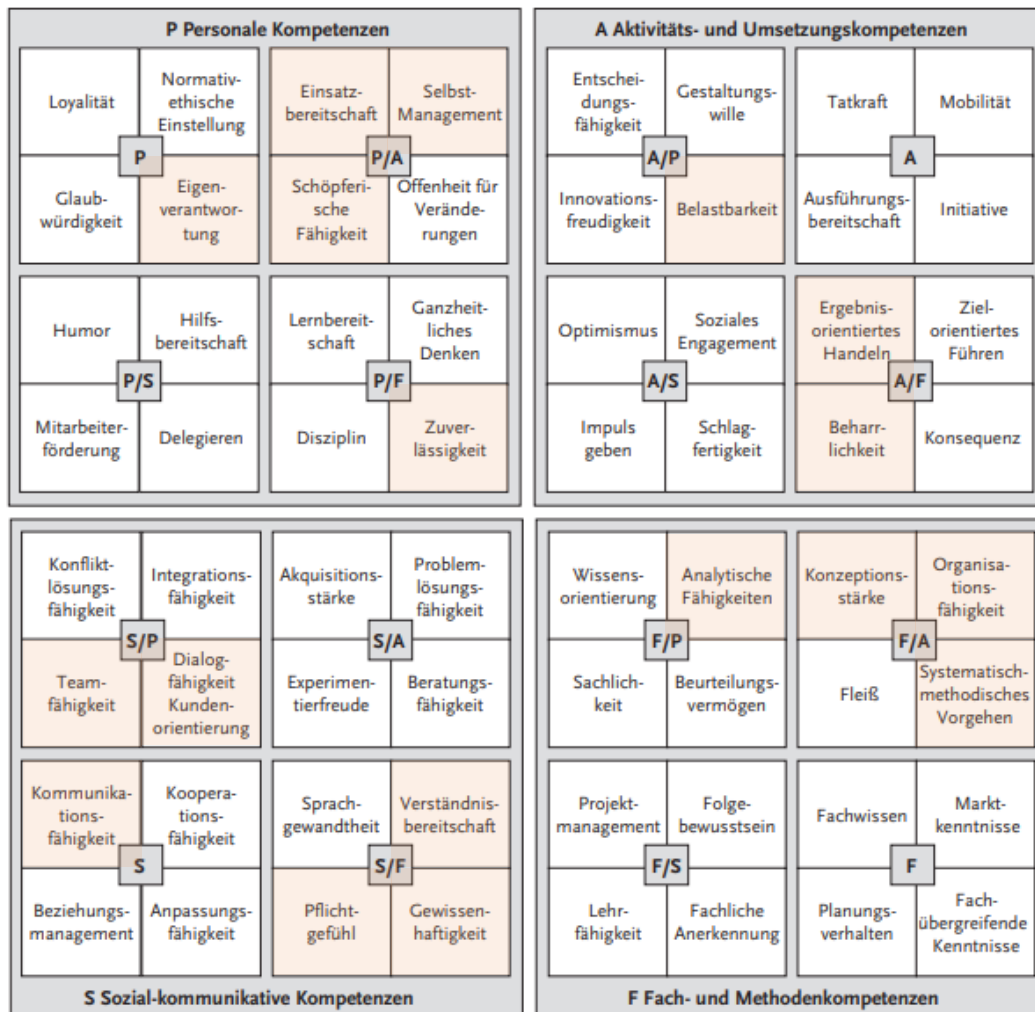 P Personale Kompetenzen
Loyalität
Normativ-
ethische
Einstellung
P
Glaub-
würdigkeit
Eigen-
verantwor-
tung
Einsatz-
bereitschaft
Selbst-
Management
P/A
Schöpferi-
sche
Fähigkeit
Offenheit für
Verände-
rungen
Humor
Hilfs-
bereitschaft
P/S
Mitarbeiter-
förderung
Delegieren
Lernbereit-
schaft
Ganzheit-
liches
Denken
P/F
Disziplin
Zuver-
lässigkeit
A Aktivitäts- und Umsetzungskompetenzen
Entschei-
dungs-
fähigkeit
Gestaltungs-
wille
A/P
Innovations-
freudigkeit
Belastbarkeit
Tatkraft
Mobilität
A
Ausführungs-
bereitschaft
Initiative
Optimismus
Soziales
Engagement
A/S
Impuls
geben
Schlag-
fertigkeit
Ergebnis-
orientiertes
Handeln
Ziel-
orientiertes
Führen
A/F
Beharr-
lichkeit
Konsequenz
Konflikt-
lösungs-
fähigkeit
Integrations-
fähigkeit
S/P
Team-
fähigkeit
Dialog-
fähigkeit
Kunden-
orientierung
Akquisitions-
stärke
Problem-
lösungs-
fähigkeit
S/A
Experimen-
tierfreude
Beratungs-
fähigkeit
Kommunika-
tions-
fähigkeit
Koopera-
tions-
fähigkeit
S
Beziehungs-
management
Anpassungs-
fähigkeit
Sprach-
gewandtheit
Verständnis-
bereitschaft
S/F
Pflicht-
gefühl
Gewissen-
haftigkeit
S Sozial-kommunikative Kompetenzen
Wissens-
orientierung
Analytische
Fähigkeiten
F/P
Sachlich-
keit
Beurteilungs-
vermögen
Konzeptions-
stärke
Organisa-
tions-
fähigkeit
F/A
Fleiß
Systematisch-
methodisches
Vorgehen
Projekt-
management
Folge-
bewusstsein
F/S
Lehr-
fähigkeit
Fachliche
Anerkennung
Fachwissen
Markt-
kenntnisse
F
Planungs-
verhalten
Fach-
übergreifende
Kenntnisse
F Fach- und Methodenkompetenzen